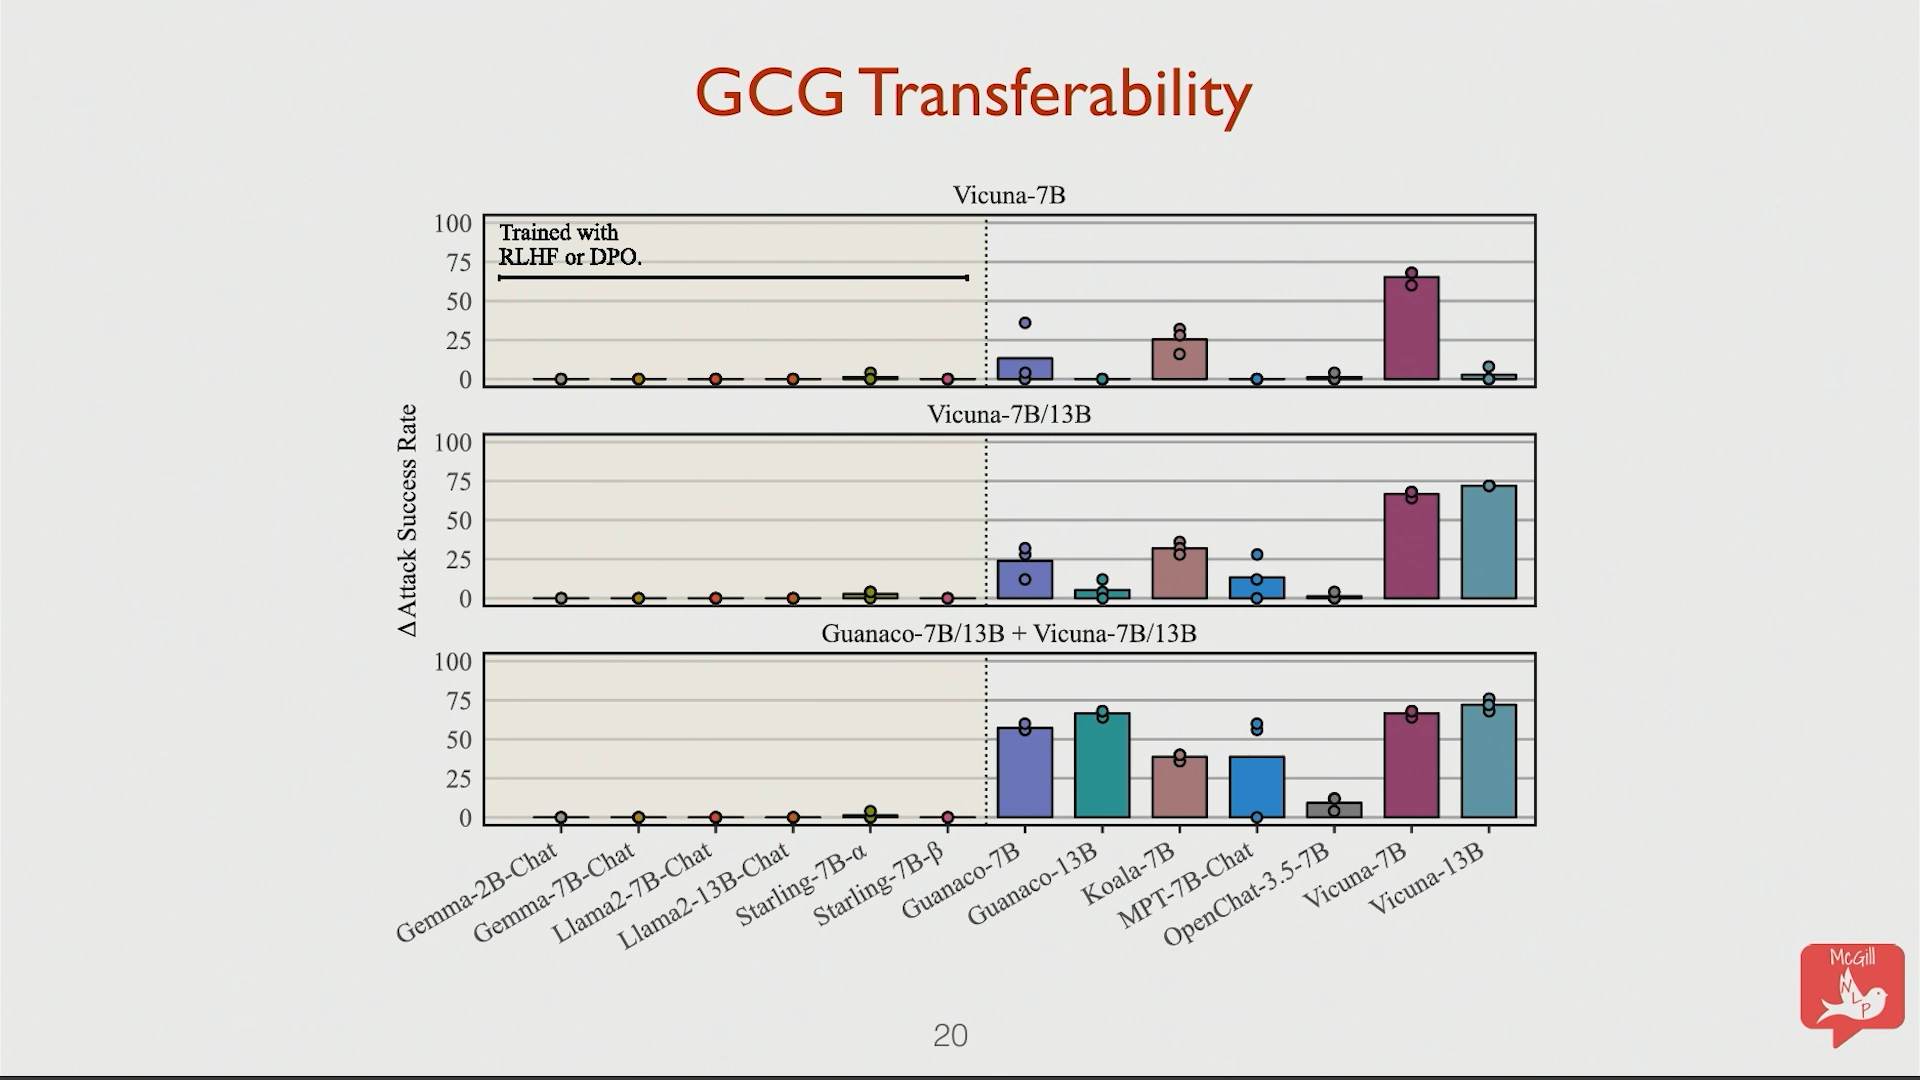 GCG Transferability
Vicuna-7B
Trained with
RLHF or DPO.
100
75
50
25
0
Vicuna-7B/13B
100
75
50
25
0
Δ Attack Success Rate
Guanaco-7B/13B + Vicuna-7B/13B
100
75
50
25
0
Gemma-2B-Chat
Gemma-7B-Chat
Llama2-7B-Chat
Llama2-13B-Chat
Starling-7B-α
Starling-7B-β
Guanaco-7B
Guanaco-13B
Koala-7B
MPT-7B-Chat
OpenChat-3.5-7B
Vicuna-7B
Vicuna-13B
McGill
NLP
20